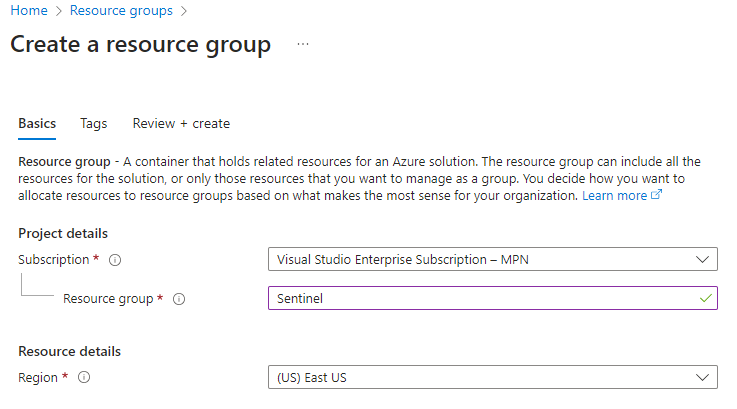 Home > Resource groups >
Create a resource group ...
Basics Tags Review + create
Resource group - A container that holds related resources for an Azure solution. The resource group can include all the
resources for the solution, or only those resources that you want to manage as a group. You decide how you want to
allocate resources to resource groups based on what makes the most sense for your organization. Learn more
Project details
Subscription * Visual Studio Enterprise Subscription – MPN
Resource group * Sentinel
Resource details
Region * (US) East US